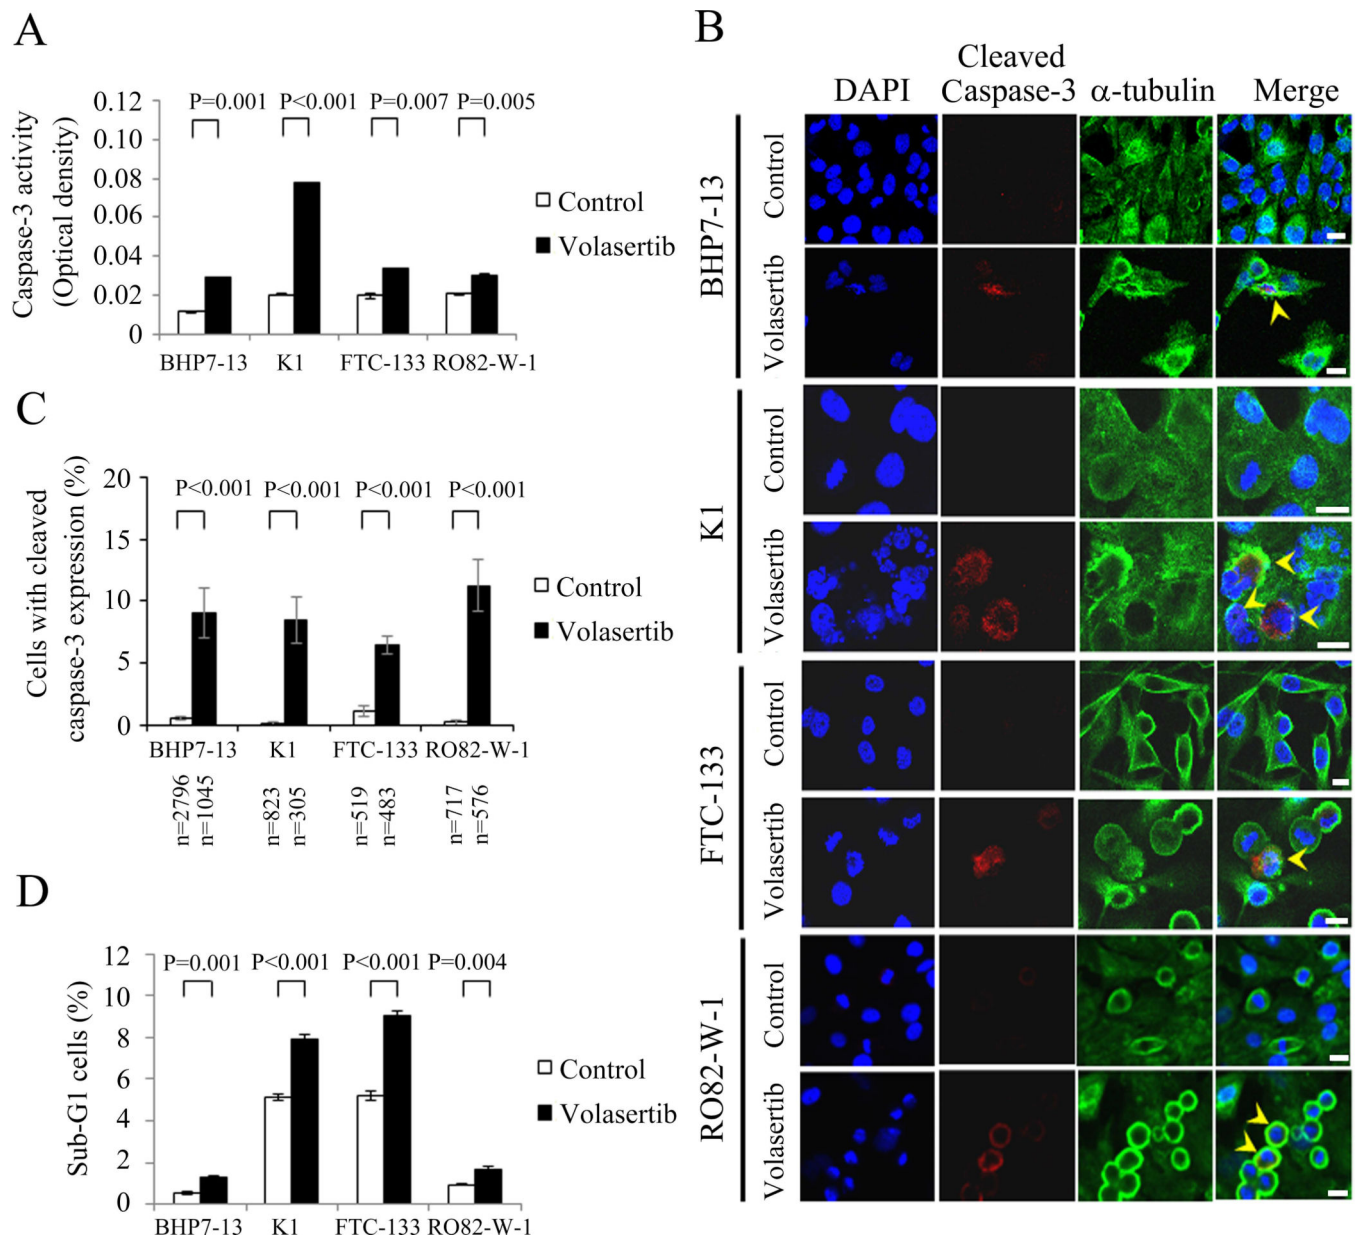 A
P=0.001 P<0.001 P=0.007 P=0.005
Caspase-3 activity
(Optical density)
0.12
0.10
0.08
0.06
0.04
0.02
0
Control
Volasertib
BHP7-13 K1 FTC-133 RO82-W-1
B
DAPI
Cleaved
Caspase-3
α-tubulin
Merge
BHP7-13
Control
Volasertib
K1
Control
Volasertib
FTC-133
Control
Volasertib
RO82-W-1
Control
Volasertib
C
Cells with cleaved
caspase-3 expression (%)
20
15
10
5
0
P<0.001 P<0.001 P<0.001 P<0.001
Control
Volasertib
BHP7-13 K1 FTC-133 RO82-W-1
n=2796
n=1045
n=823
n=305
n=519
n=483
n=717
n=576
D
Sub-G1 cells (%)
12
10
8
6
4
2
0
P=0.001 P<0.001 P<0.001 P=0.004
Control
Volasertib
BHP7-13 K1 FTC-133 RO82-W-1